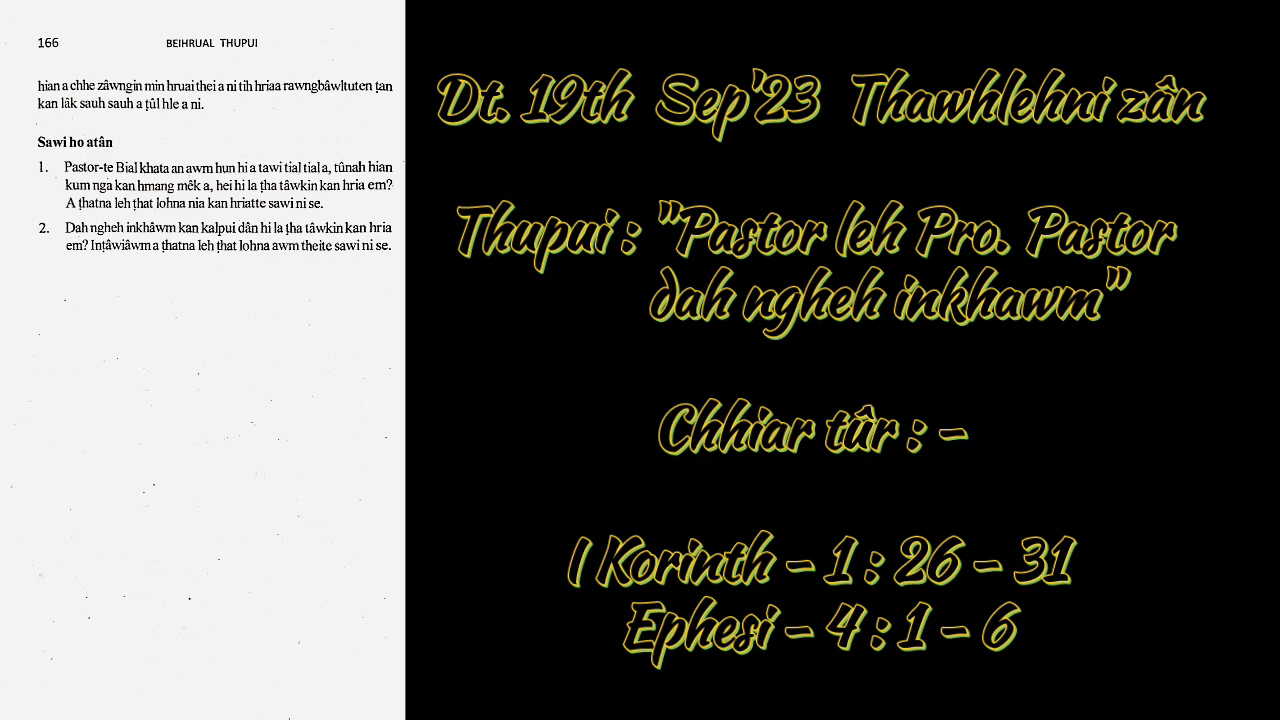 166 BEIHRUAL THUPUI
hian a chhe zâwngin min hruai thei a ni tih hriaa rawngbâwltuten ṭan
kan lâk sauh sauh a ṭûl hle a ni.
Sawi ho atân
1. Pastor-te Bial khata an awm hun hi a tawi tial tial a, tûnah hian
kum nga kan hmang mêk a, hei hi la ṭha tâwkin kan hria em?
A ṭhatna leh ṭhat lohna nia kan hriatte sawi ni se.
2. Dah ngheh inkhâwm kan kalpui dân hi la ṭha tâwkin kan hria
em? Inṭâwiâwm a ṭhatna leh ṭhat lohna awm theite sawi ni se.
Dt. 19th Sep'23 Thawhlehni zân
Thupui : "Pastor leh Pro. Pastor
dah ngheh inkhawm"
Chhiar tûr : -
I Korinth - 1 : 26 - 31
Ephesi - 4 : 1 - 6